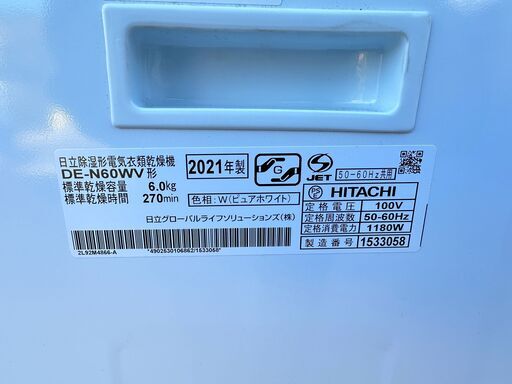 日立除湿形電気衣類乾燥機
DE-N60WV形
標準乾燥容量 6.0kg
標準乾燥時間 270min
2021年製
色相:W(ピュアホワイト)
日立グローバルライフソリューションズ(株)
2L92M4866-A
*4902530106862/1533058*
G
S
JET
50-60Hz共用
PS
E
HITACHI
定格電圧 100V
定格周波数 50-60Hz
定格消費電力 1180W
製造番号 1533058